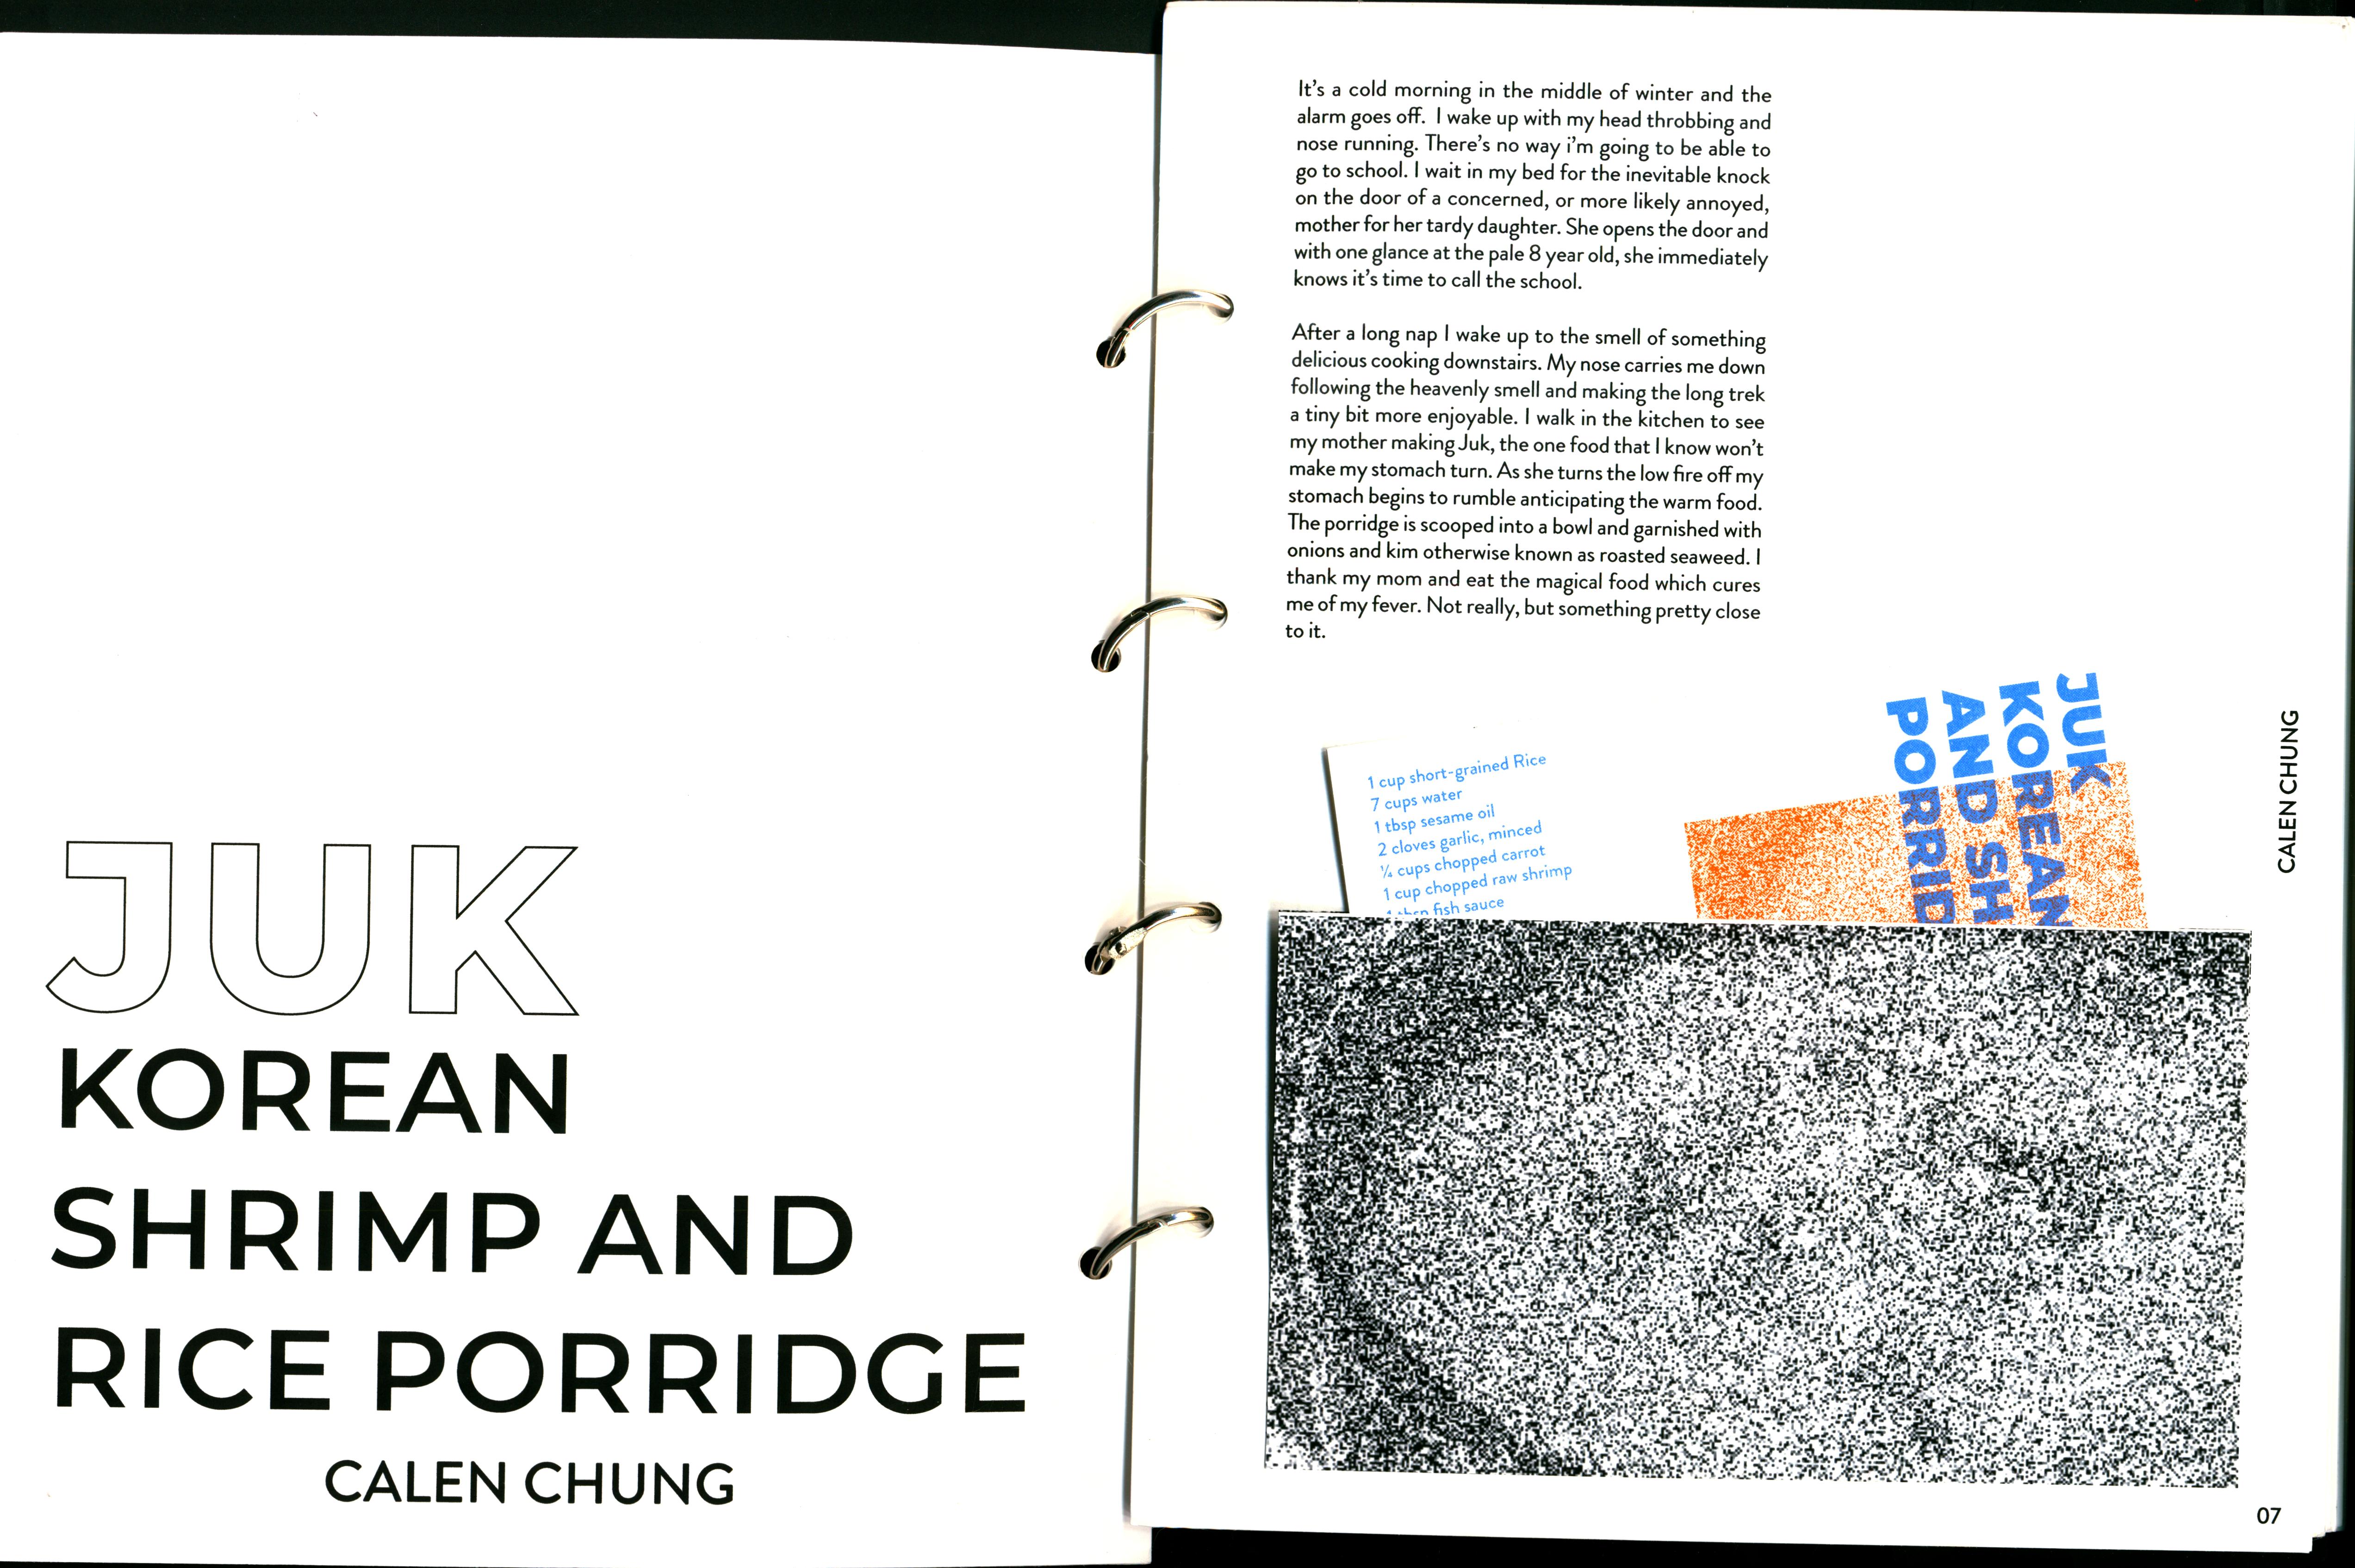 JUK
KOREAN
SHRIMP AND
RICE PORRIDGE
CALEN CHUNG
It's a cold morning in the middle of winter and the
alarm goes off.  I wake up with my head throbbing and
nose running. There's no way i'm going to be able to
go to school. I wait in my bed for the inevitable knock
on the door of a concerned, or more likely annoyed,
mother for her tardy daughter. She opens the door and
with one glance at the pale 8 year old, she immediately
knows it's time to call the school.
After a long nap I wake up to the smell of something
delicious cooking downstairs. My nose carries me down
following the heavenly smell and making the long trek
a tiny bit more enjoyable. I walk in the kitchen to see
my mother making Juk, the one food that I know won't
make my stomach turn. As she turns the low fire off my
stomach begins to rumble anticipating the warm food.
The porridge is scooped into a bowl and garnished with
onions and kim otherwise known as roasted seaweed. I
thank my mom and eat the magical food which cures
me of my fever. Not really, but something pretty close
to it.
1 cup short-grained Rice
7 cups water
1 tbsp sesame oil
2 cloves garlic, minced
¼ cups chopped carrot
1 cup chopped raw shrimp
1 tbsp fish sauce
JUK
KOREAN
AND SH
PORRID
CALEN CHUNG
07